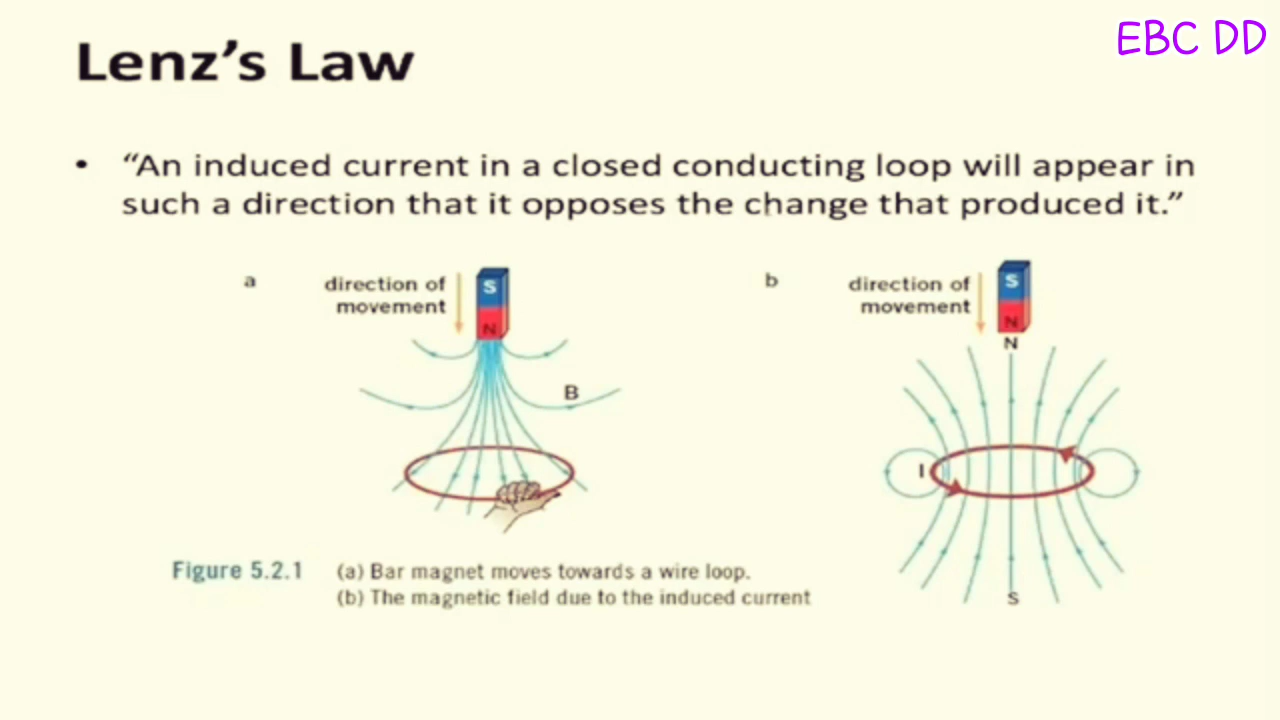 Lenz's Law
EBC DD
• “An induced current in a closed conducting loop will appear in
such a direction that it opposes the change that produced it.”
a
direction of
movement
S
N
B
b
direction of
movement
S
N
N
I
S
Figure 5.2.1 (a) Bar magnet moves towards a wire loop.
(b) The magnetic field due to the induced current